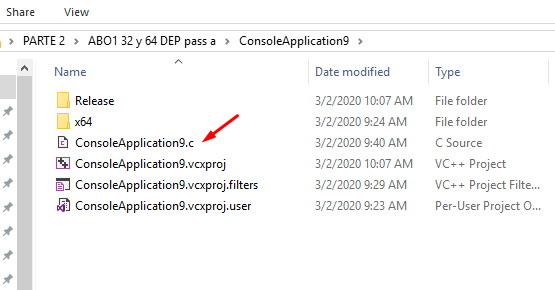 Share View
PARTE 2 ABO1 32 y 64 DEP pass a ConsoleApplication9
Name Date modified Type
Release 3/2/2020 10:07 AM File folder
x64 3/2/2020 9:24 AM File folder
ConsoleApplication9.c 3/2/2020 9:40 AM C Source
ConsoleApplication9.vcxproj 3/2/2020 10:07 AM VC++ Project
ConsoleApplication9.vcxproj.filters 3/2/2020 9:29 AM VC++ Project Filte...
ConsoleApplication9.vcxproj.user 3/2/2020 9:23 AM Per-User Project O...